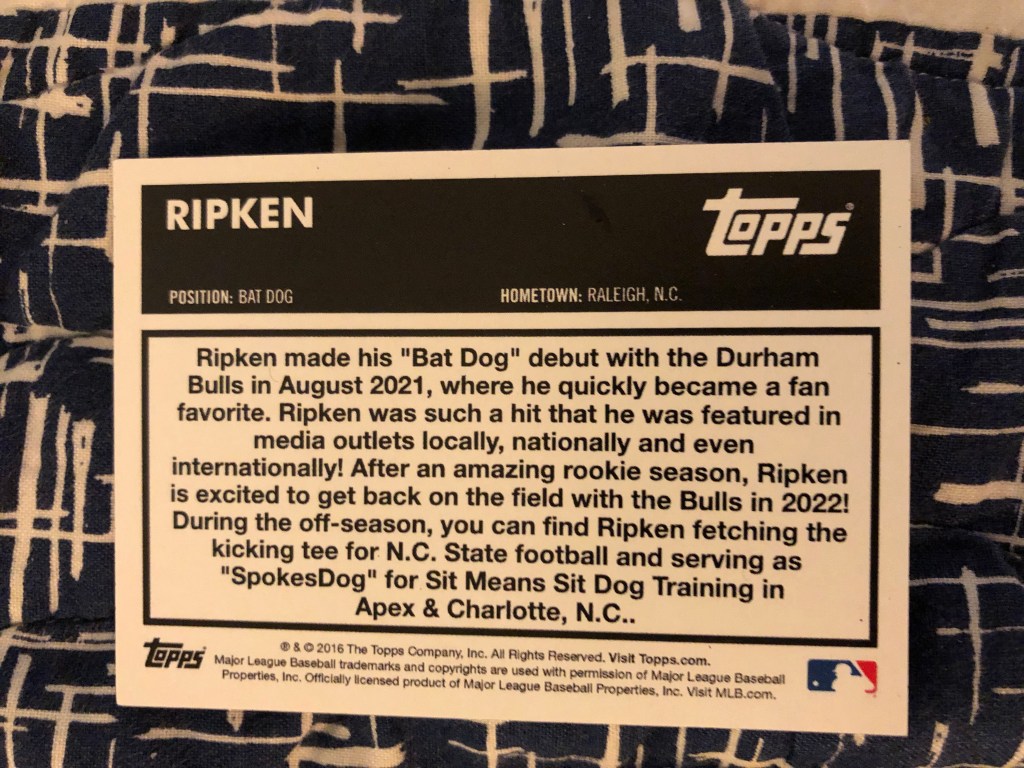 RIPKEN
Topps
POSITION: BAT DOG
HOMETOWN: RALEIGH, N.C.
Ripken made his "Bat Dog" debut with the Durham
Bulls in August 2021, where he quickly became a fan
favorite. Ripken was such a hit that he was featured in
media outlets locally, nationally and even
internationally! After an amazing rookie season, Ripken
is excited to get back on the field with the Bulls in 2022!
During the off-season, you can find Ripken fetching the
kicking tee for N.C. State football and serving as
"SpokesDog" for Sit Means Sit Dog Training in
Apex & Charlotte, N.C..
Topps
® & © 2016 The Topps Company, Inc. All Rights Reserved. Visit Topps.com.
Major League Baseball trademarks and copyrights are used with permission of Major League Baseball
Properties, Inc. Officially licensed product of Major League Baseball Properties, Inc. Visit MLB.com.